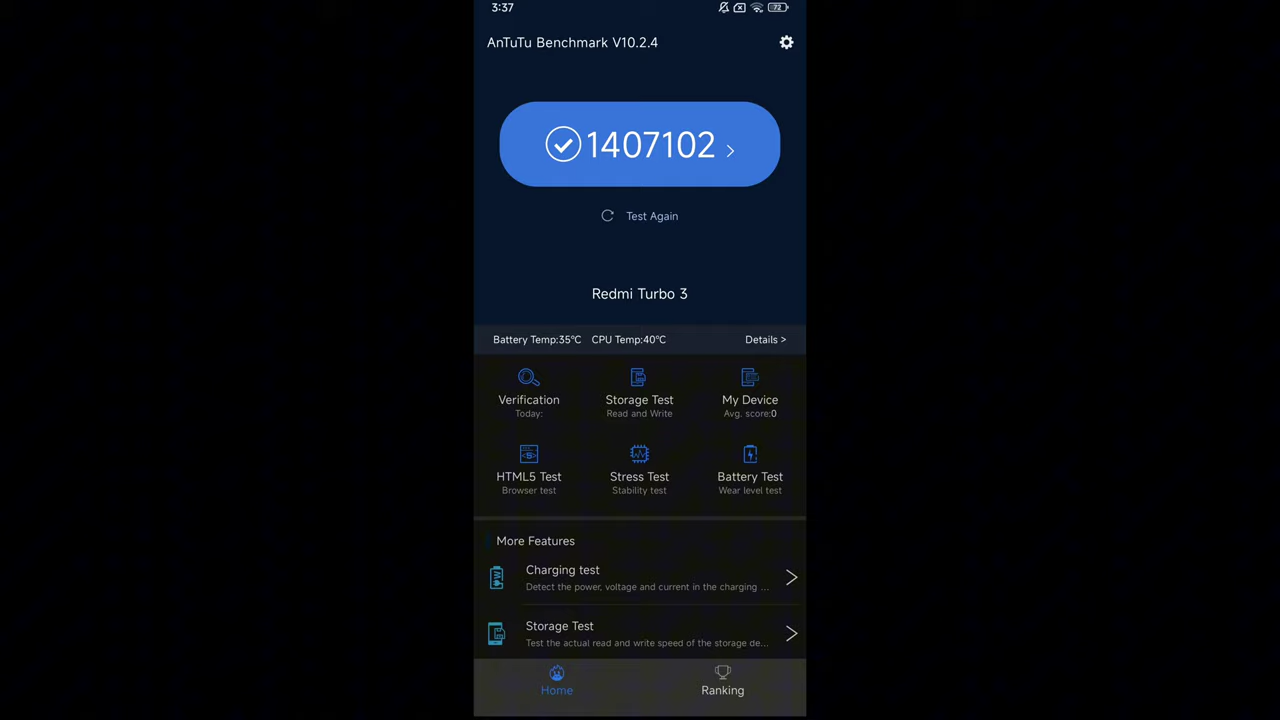 3:37 72
AnTuTu Benchmark V10.2.4
1407102 >
Test Again
Redmi Turbo 3
Battery Temp:35°C CPU Temp:40°C Details >
Verification Storage Test My Device
Today: Read and Write Avg. score:0
HTML5 Test Stress Test Battery Test
Browser test Stability test Wear level test
More Features
Charging test
Detect the power, voltage and current in the charging ...
Storage Test
Test the actual read and write speed of the storage de...
Home Ranking